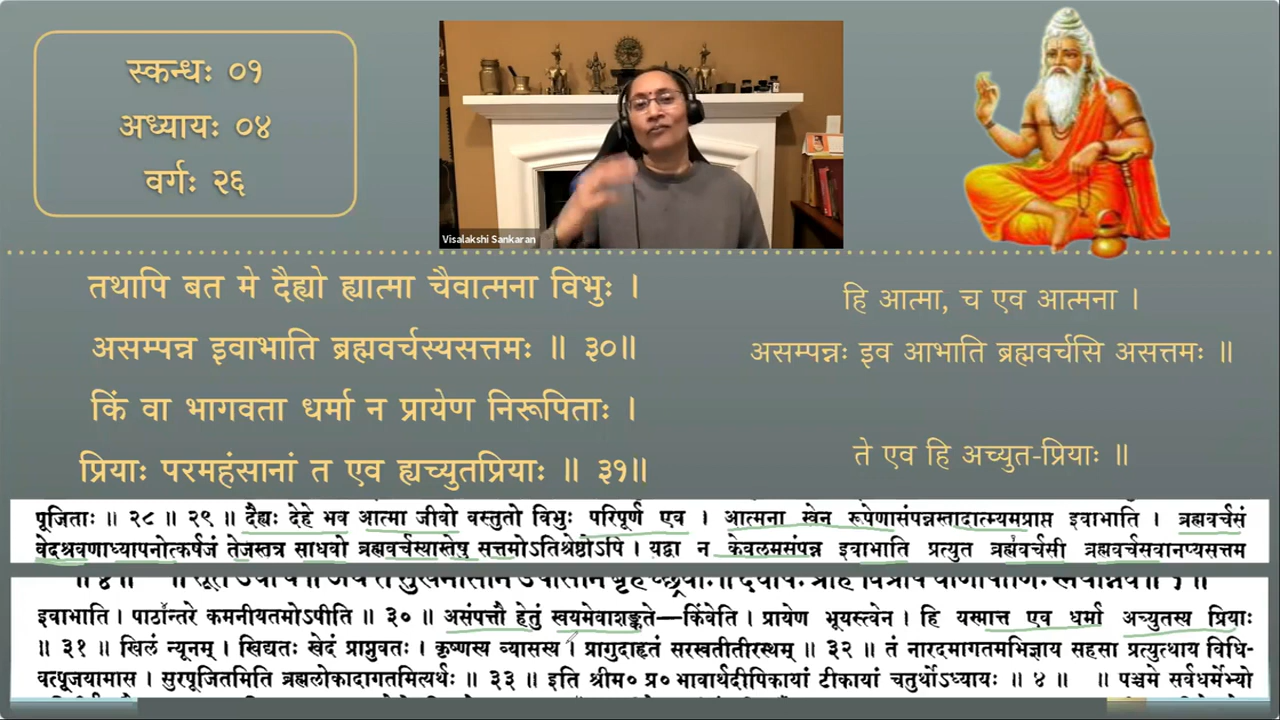 स्कन्धः ०१
अध्यायः ०४
वर्गः २६
Visalakshi Sankaran
तथापि बत मे दैह्यो ह्यात्मा चैवात्मना विभुः ।
असम्पन्न इवाभाति ब्रह्मवर्चस्यसत्तमः ॥ ३०॥
किं वा भागवता धर्मा न प्रायेण निरूपिताः ।
प्रियाः परमहंसानां त एव ह्यच्युतप्रियाः ॥ ३१॥
हि आत्मा, च एव आत्मना ।
असम्पन्नः इव आभाति ब्रह्मवर्चसि असत्तमः ॥
ते एव हि अच्युत-प्रियाः ॥
पूजिताः ॥ २८ ॥ २९ ॥ दैह्यः देहे भव आत्मा जीवो वस्तुतो विभुः परिपूर्ण एव । आत्मना स्वेन रूपेणासंपन्नस्तादात्म्यमप्राप्त इवाभाति । ब्रह्मवर्चसं
वेदश्रवणाध्यापनोत्कर्षजं तेजस्तत्र साधवो ब्रह्मवर्चस्यास्तेषु सत्तमोऽतिश्रेष्ठोऽपि । यद्वा न केवलमसंपन्न इवाभाति प्रत्युत ब्रह्मवर्चसी ब्रह्मवर्चसवानप्यसत्तम
इवाभाति । पाठान्तरे कमनीयतमोऽपीति ॥ ३० ॥ असंपत्तौ हेतुं स्वयमेवाशङ्कते—किंवेति । प्रायेण भूयस्त्वेन । हि यस्मात्त एव धर्मा अच्युतस्य प्रियाः
॥ ३१ ॥ खिलं न्यूनम् । खिद्यतः खेदं प्राप्नुवतः । कृष्णस्य व्यासस्य । प्रागुदाहृतं सरस्वतीतीरस्थम् ॥ ३२ ॥ तं नारदमागतमभिज्ञाय सहसा प्रत्युत्थाय विधि-
वत्पूजयामास । सुरपूजितमिति ब्रह्मलोकादागतमित्यर्थः ॥ ३३ ॥ इति श्रीम० प्र० भावार्थदीपिकायां टीकायां चतुर्थोऽध्यायः ॥ ४ ॥ ॥ पञ्चमे सर्वधर्मेभ्यो